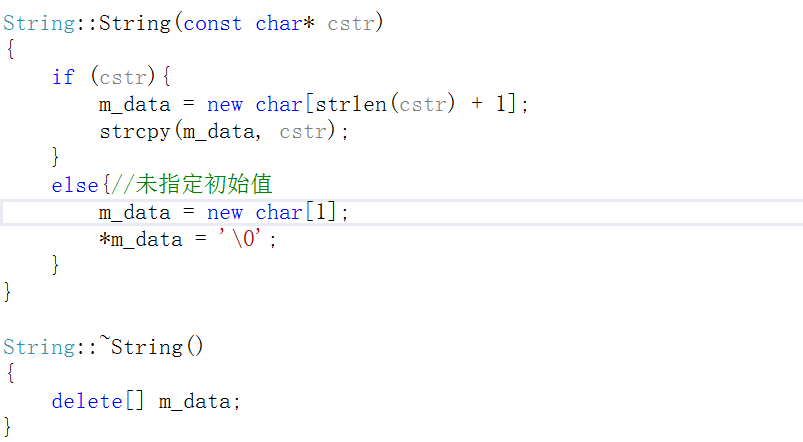 String::String(const char* cstr)
{
    if (cstr){
        m_data = new char[strlen(cstr) + 1];
        strcpy(m_data, cstr);
    }
    else{//未指定初始值
        m_data = new char[1];
        *m_data = '\0';
    }
}

String::~String()
{
    delete[] m_data;
}